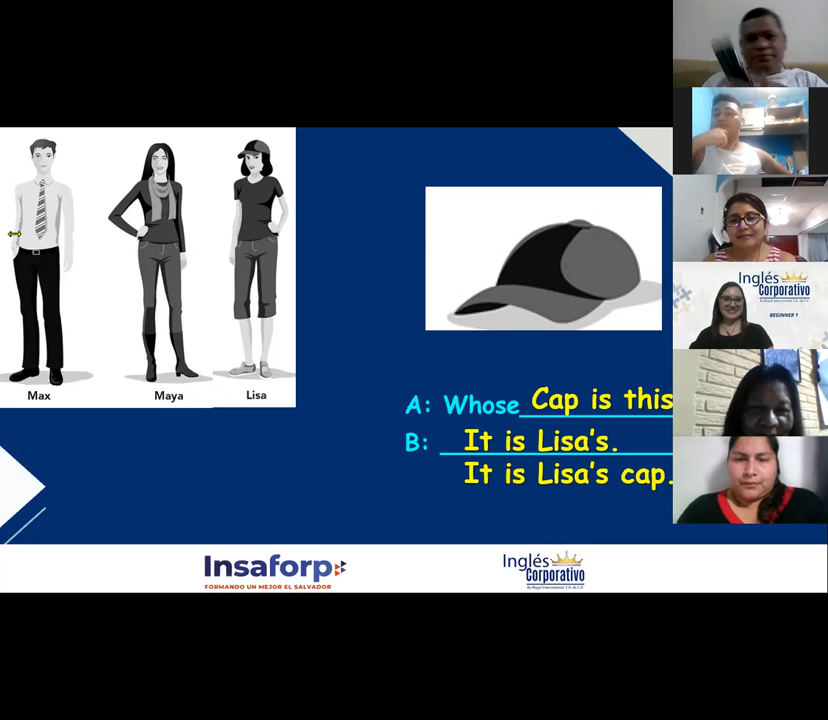 Max
Maya
Lisa
A: Whose Cap is this
B: It is Lisa's.
It is Lisa's cap.
Insaforp
FORMANDO UN MEJOR EL SALVADOR
Inglés
Corporativo
Inglés
Corporativo
BEGINNER 1